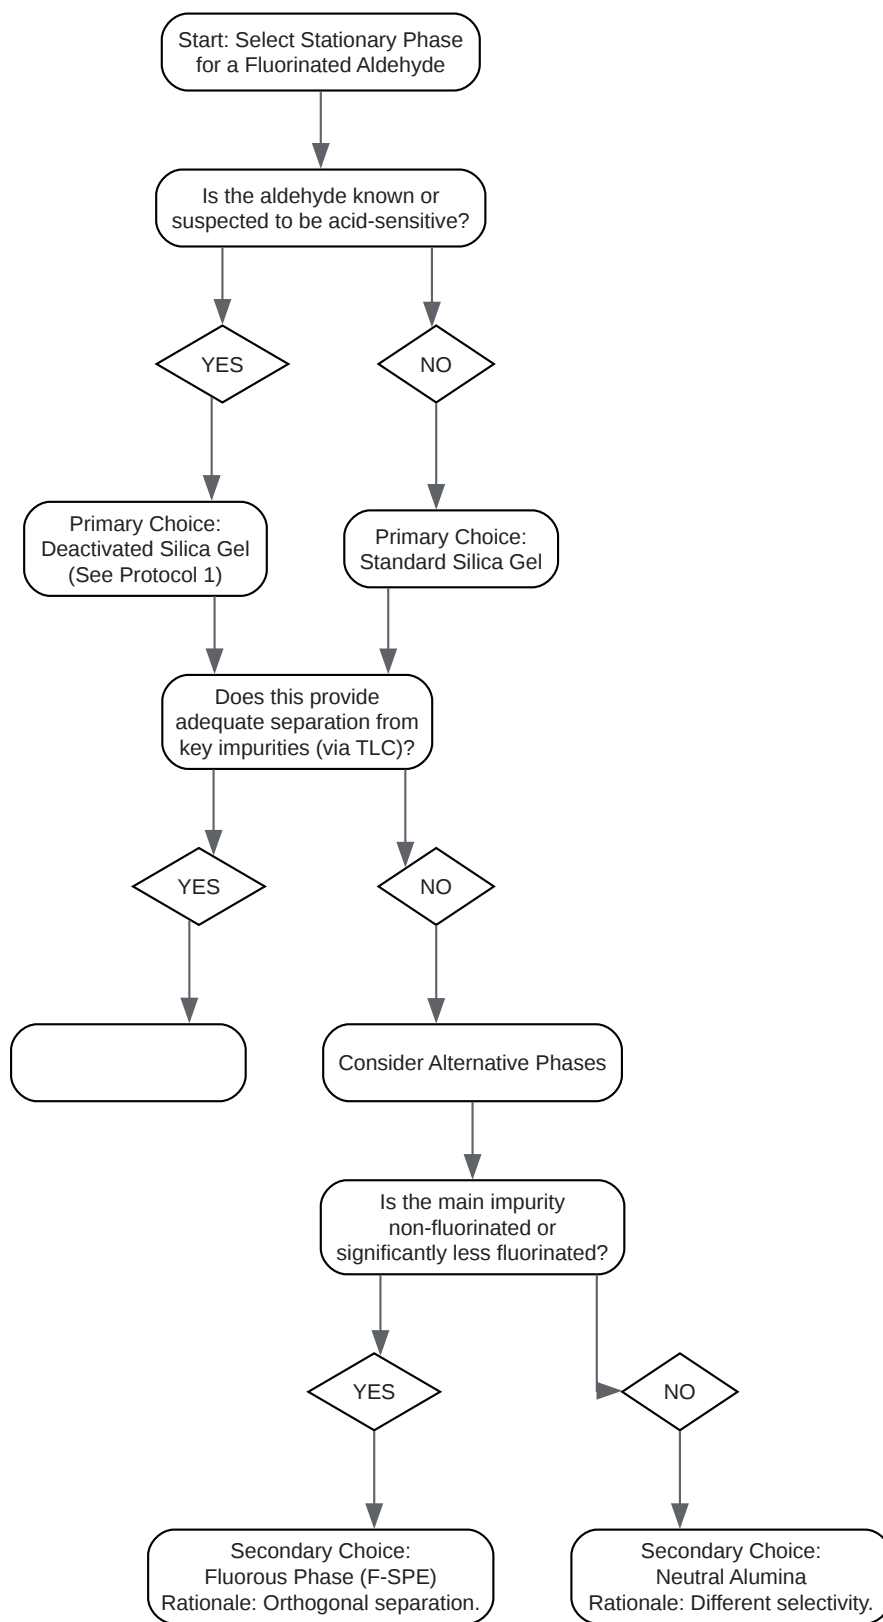 Start: Select Stationary Phase
for a Fluorinated Aldehyde
Is the aldehyde known or
suspected to be acid-sensitive?
YES
NO
Primary Choice:
Deactivated Silica Gel
(See Protocol 1)
Primary Choice:
Standard Silica Gel
Does this provide
adequate separation from
key impurities (via TLC)?
YES
NO
Consider Alternative Phases
Is the main impurity
non-fluorinated or
significantly less fluorinated?
YES
NO
Secondary Choice:
Fluorous Phase (F-SPE)
Rationale: Orthogonal separation.
Secondary Choice:
Neutral Alumina
Rationale: Different selectivity.